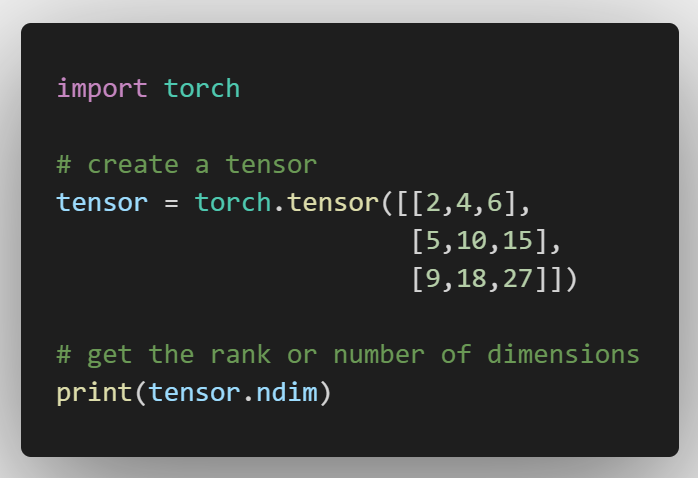 import torch
# create a tensor
tensor = torch.tensor([[2,4,6],
                       [5,10,15],
                       [9,18,27]])
# get the rank or number of dimensions
print(tensor.ndim)